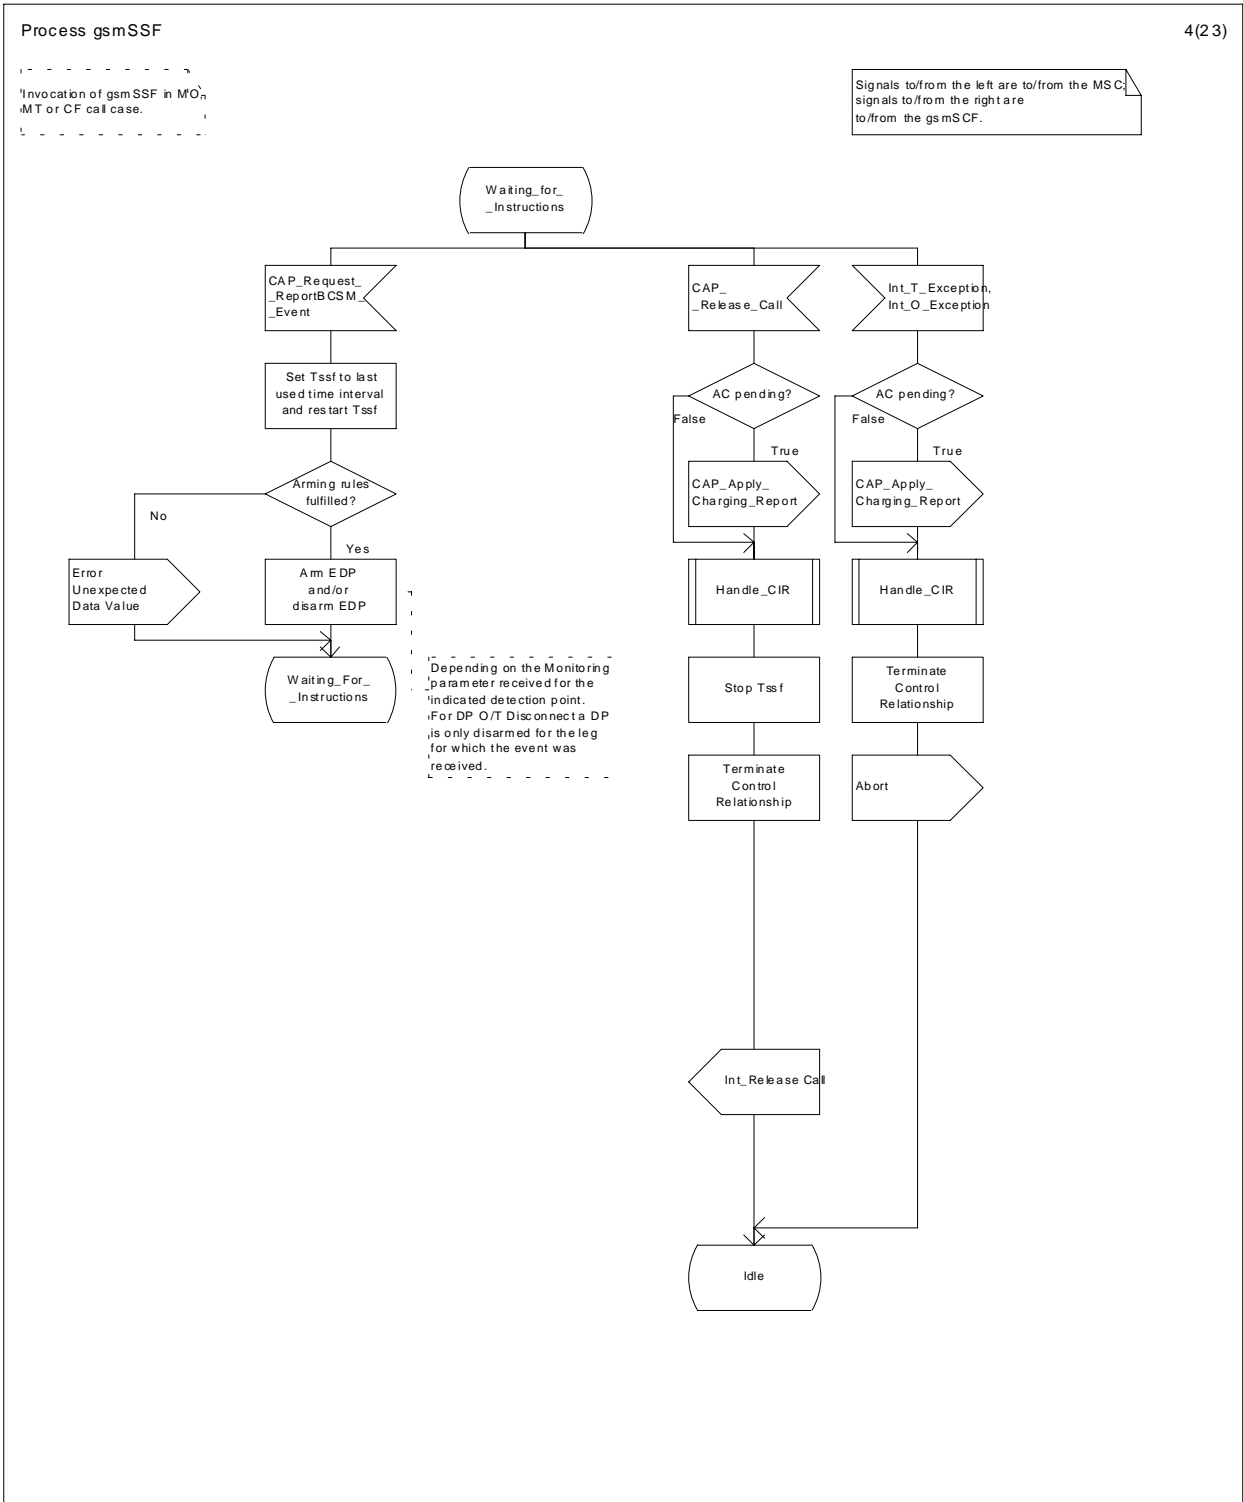 Process gsmSSF
4(23)
Invocation of gsmSSF in MO,
MT or CF call case.
Signals to/from the left are to/from the MSC;
signals to/from the right are
to/from the gsmSCF.
Waiting_for_
_Instructions
CAP_Request_
_ReportBCSM_
_Event
CAP_
_Release_Call
Int_T_Exception,
Int_O_Exception
Set Tssf to last
used time interval
and restart Tssf
AC pending?
False
True
AC pending?
False
True
CAP_Apply_
Charging_Report
CAP_Apply_
Charging_Report
Arming rules
fulfilled?
No
Yes
Error
Unexpected
Data Value
Arm EDP
and/or
disarm EDP
Handle_CIR
Handle_CIR
Waiting_For_
_Instructions
Depending on the Monitoring
parameter received for the
indicated detection point.
For DP O/T Disconnect a DP
is only disarmed for the leg
for which the event was
received.
Stop Tssf
Terminate
Control
Relationship
Terminate
Control
Relationship
Abort
Int_Release Call
Idle